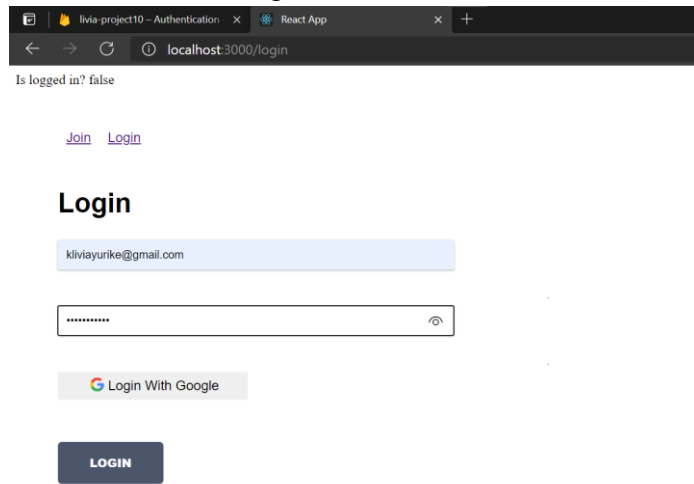 livia-project10 – Authentication
React App
localhost:3000/login
Is logged in? false
Join Login
Login
kliviayurike@gmail.com
•••••••••••
Login With Google
LOGIN